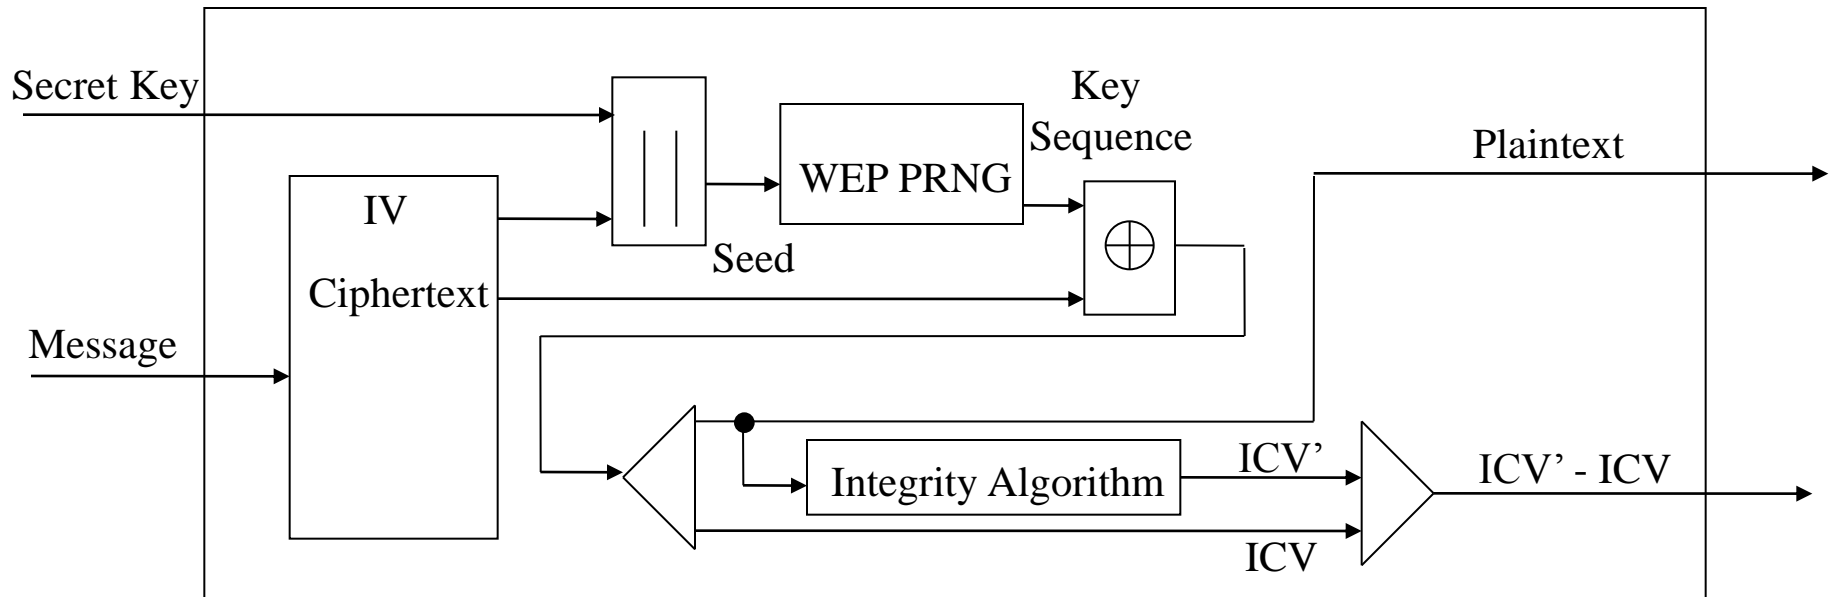 Secret Key
Key
Sequence
Plaintext
WEP PRNG
IV
Seed
Ciphertext
Message
ICV’
ICV’ - ICV
Integrity Algorithm
ICV